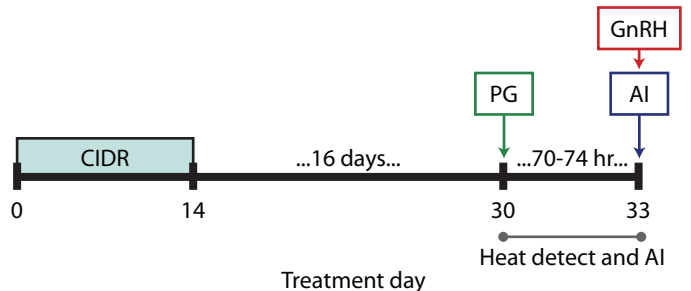 GnRH
PG
AI
CIDR
...16 days...
...70-74 hr...
0
14
30
33
Heat detect and AI
Treatment day